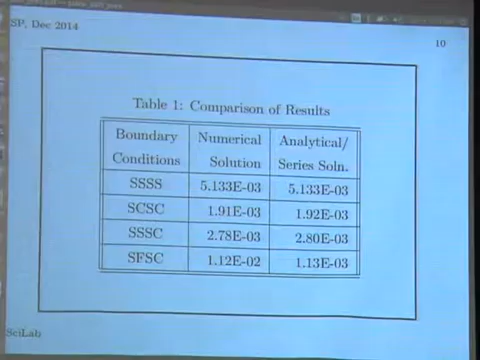 SP, Dec 2014
10
Table 1: Comparison of Results
Boundary Conditions Numerical Solution Analytical/ Series Soln.
SSSS 5.133E-03 5.133E-03
SCSC 1.91E-03 1.92E-03
SSSC 2.78E-03 2.80E-03
SFSC 1.12E-02 1.13E-03
SciLab